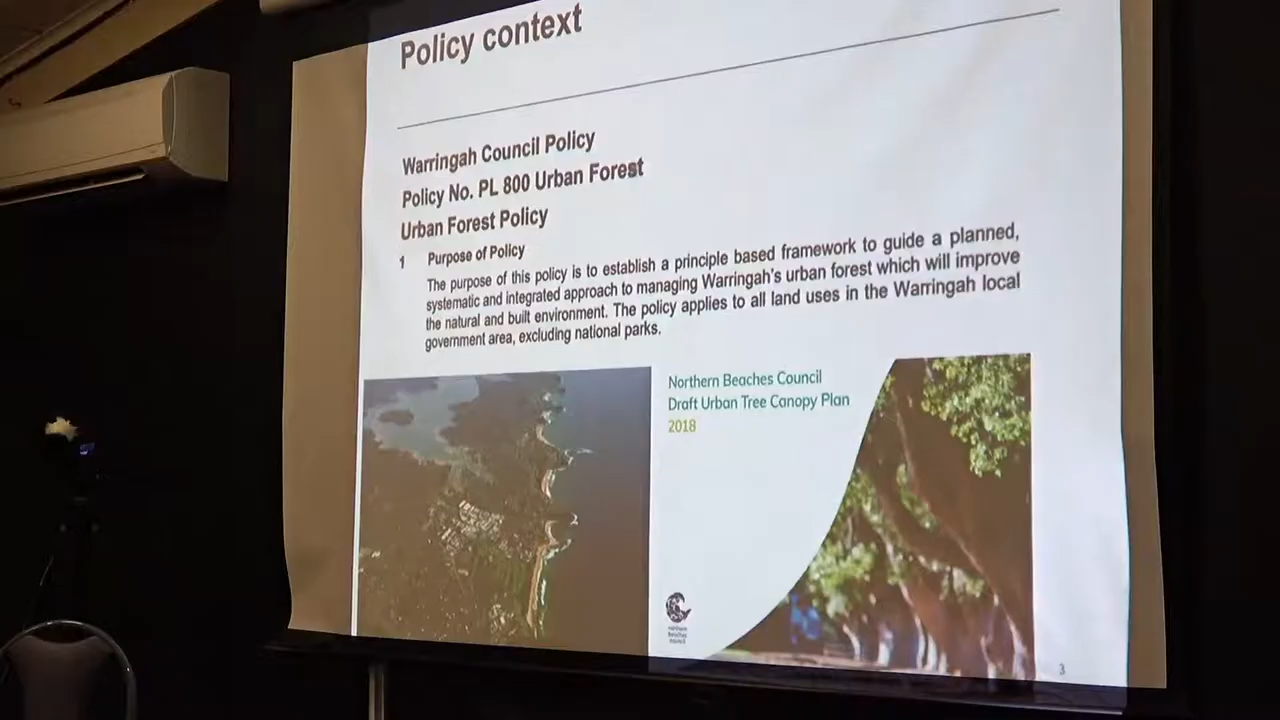 Policy context
Warringah Council Policy
Policy No. PL 800 Urban Forest
Urban Forest Policy
1 Purpose of Policy
The purpose of this policy is to establish a principle based framework to guide a planned,
systematic and integrated approach to managing Warringah's urban forest which will improve
the natural and built environment. The policy applies to all land uses in the Warringah local
government area, excluding national parks.
Northern Beaches Council
Draft Urban Tree Canopy Plan
2018
northern
beaches
council
3